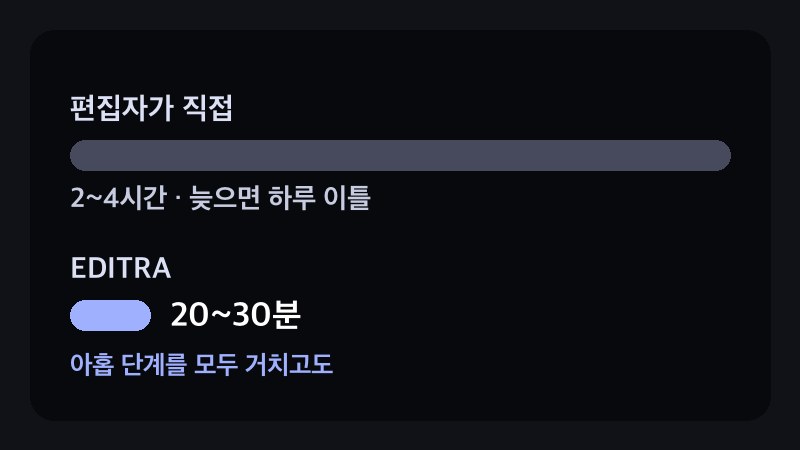 편집자가 직접
2~4시간 · 늦으면 하루 이틀
EDITRA
20~30분
아홉 단계를 모두 거치고도